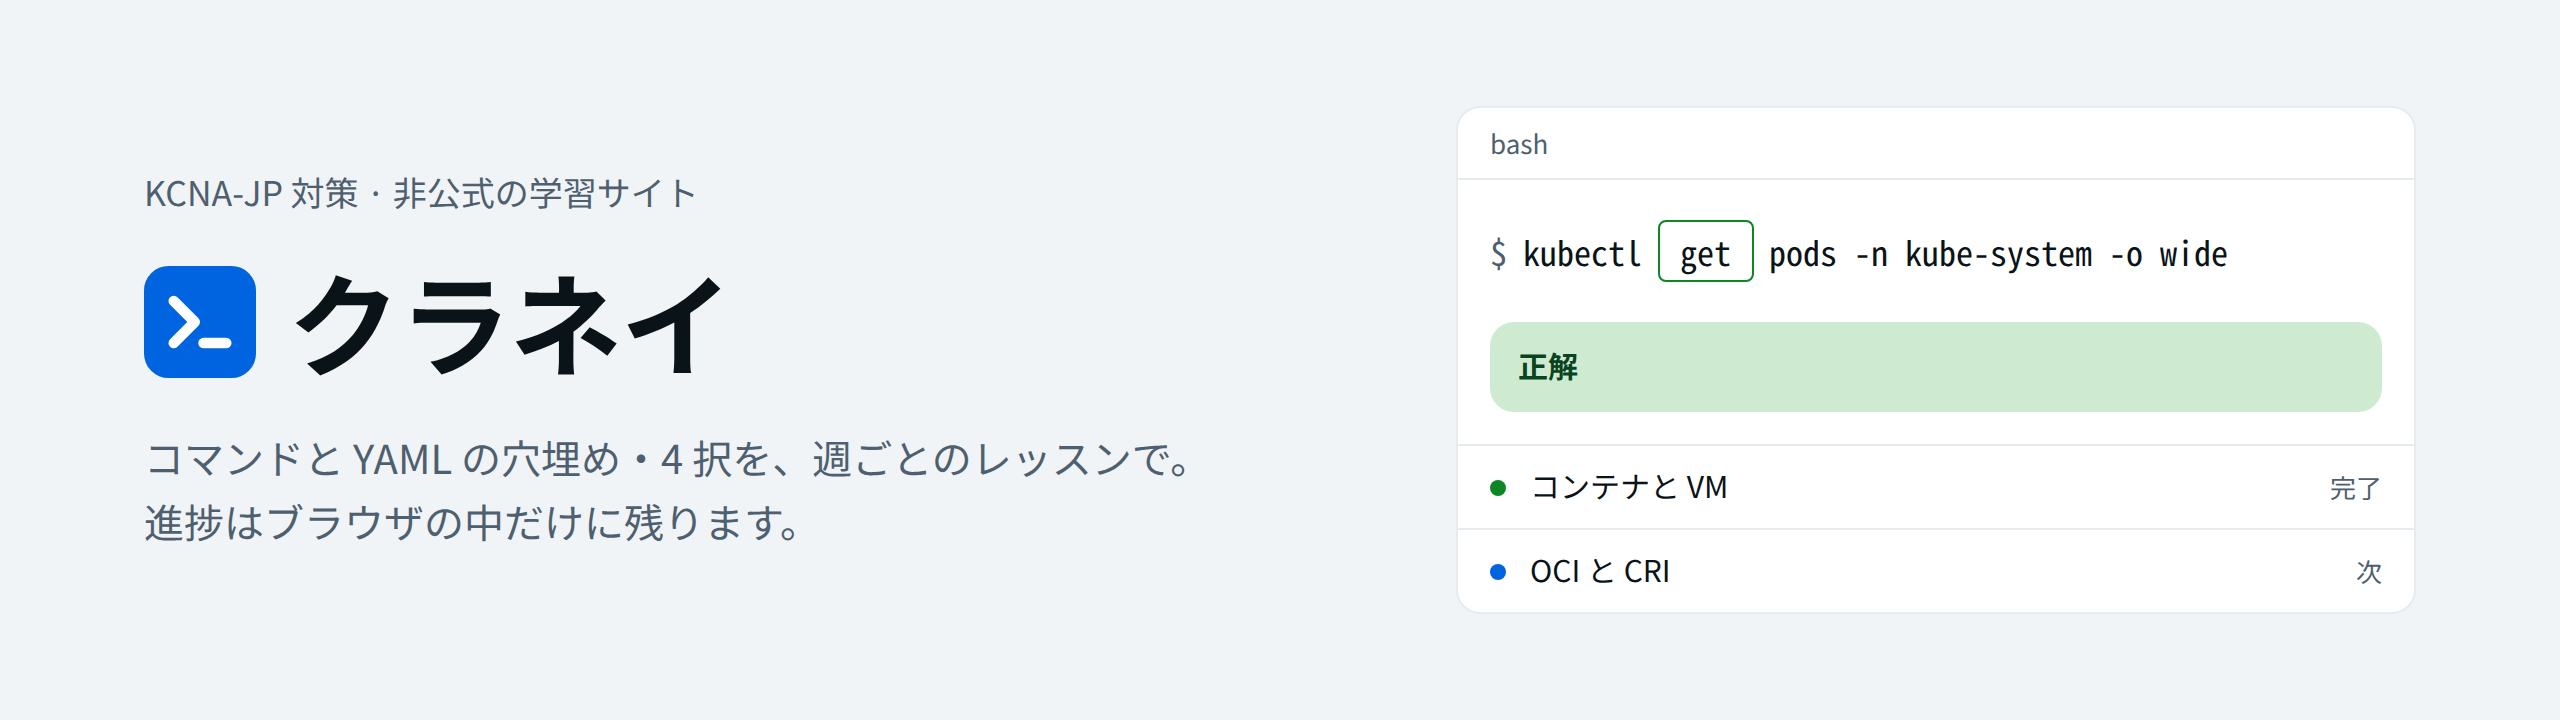 KCNA-JP 対策 · 非公式の学習サイト
クラネイ
コマンドと YAML の穴埋め・4 択を、週ごとのレッスンで。
進捗はブラウザの中だけに残ります。
bash
$ kubectl get pods -n kube-system -o wide
正解
コンテナと VM 完了
OCI と CRI 次